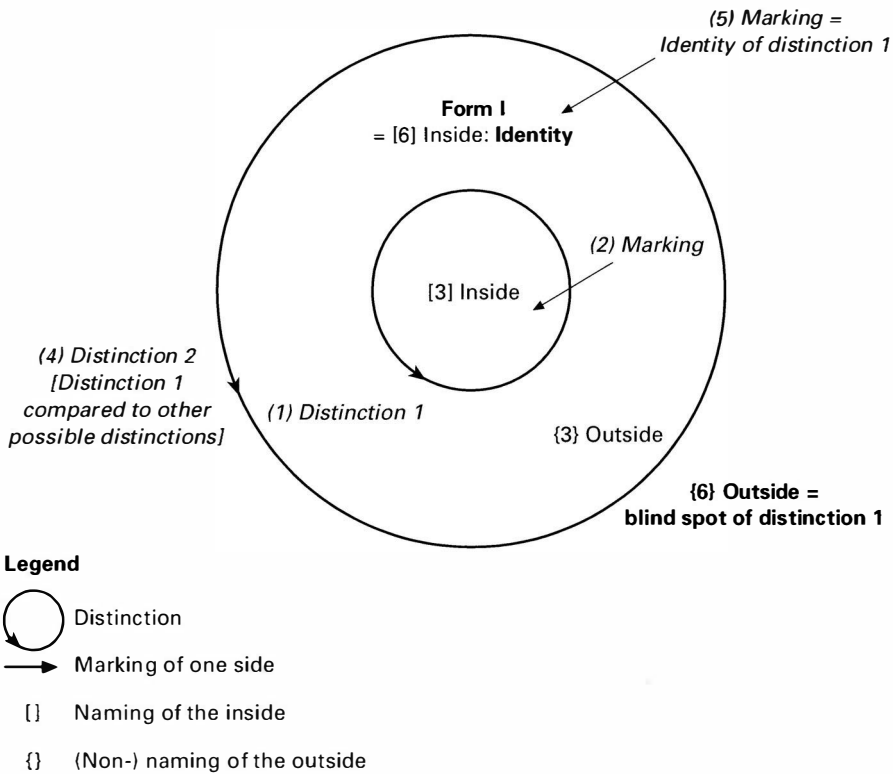 (5) Marking =
Identity of distinction 1
Form I
= [6] Inside: Identity
(2) Marking
[3] Inside
(4) Distinction 2
[Distinction 1
compared to other
possible distinctions]
(1) Distinction 1
{3} Outside
{6} Outside =
blind spot of distinction 1
Legend
Distinction
Marking of one side
[] Naming of the inside
{} (Non-) naming of the outside